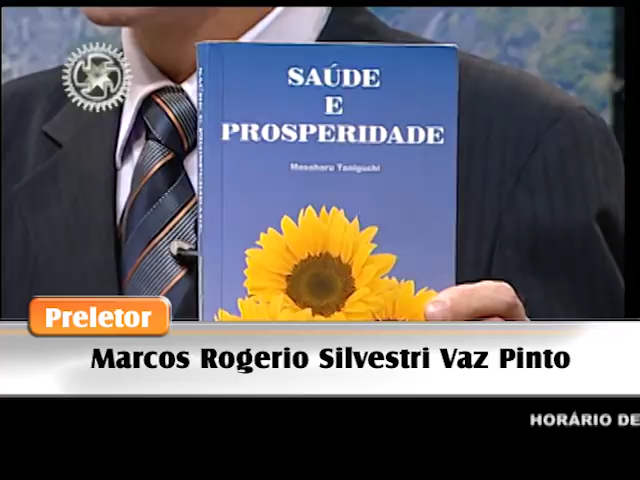 SAÚDE
E
PROSPERIDADE
Masaharu Taniguchi
Preletor
Marcos Rogerio Silvestri Vaz Pinto
HORÁRIO DE